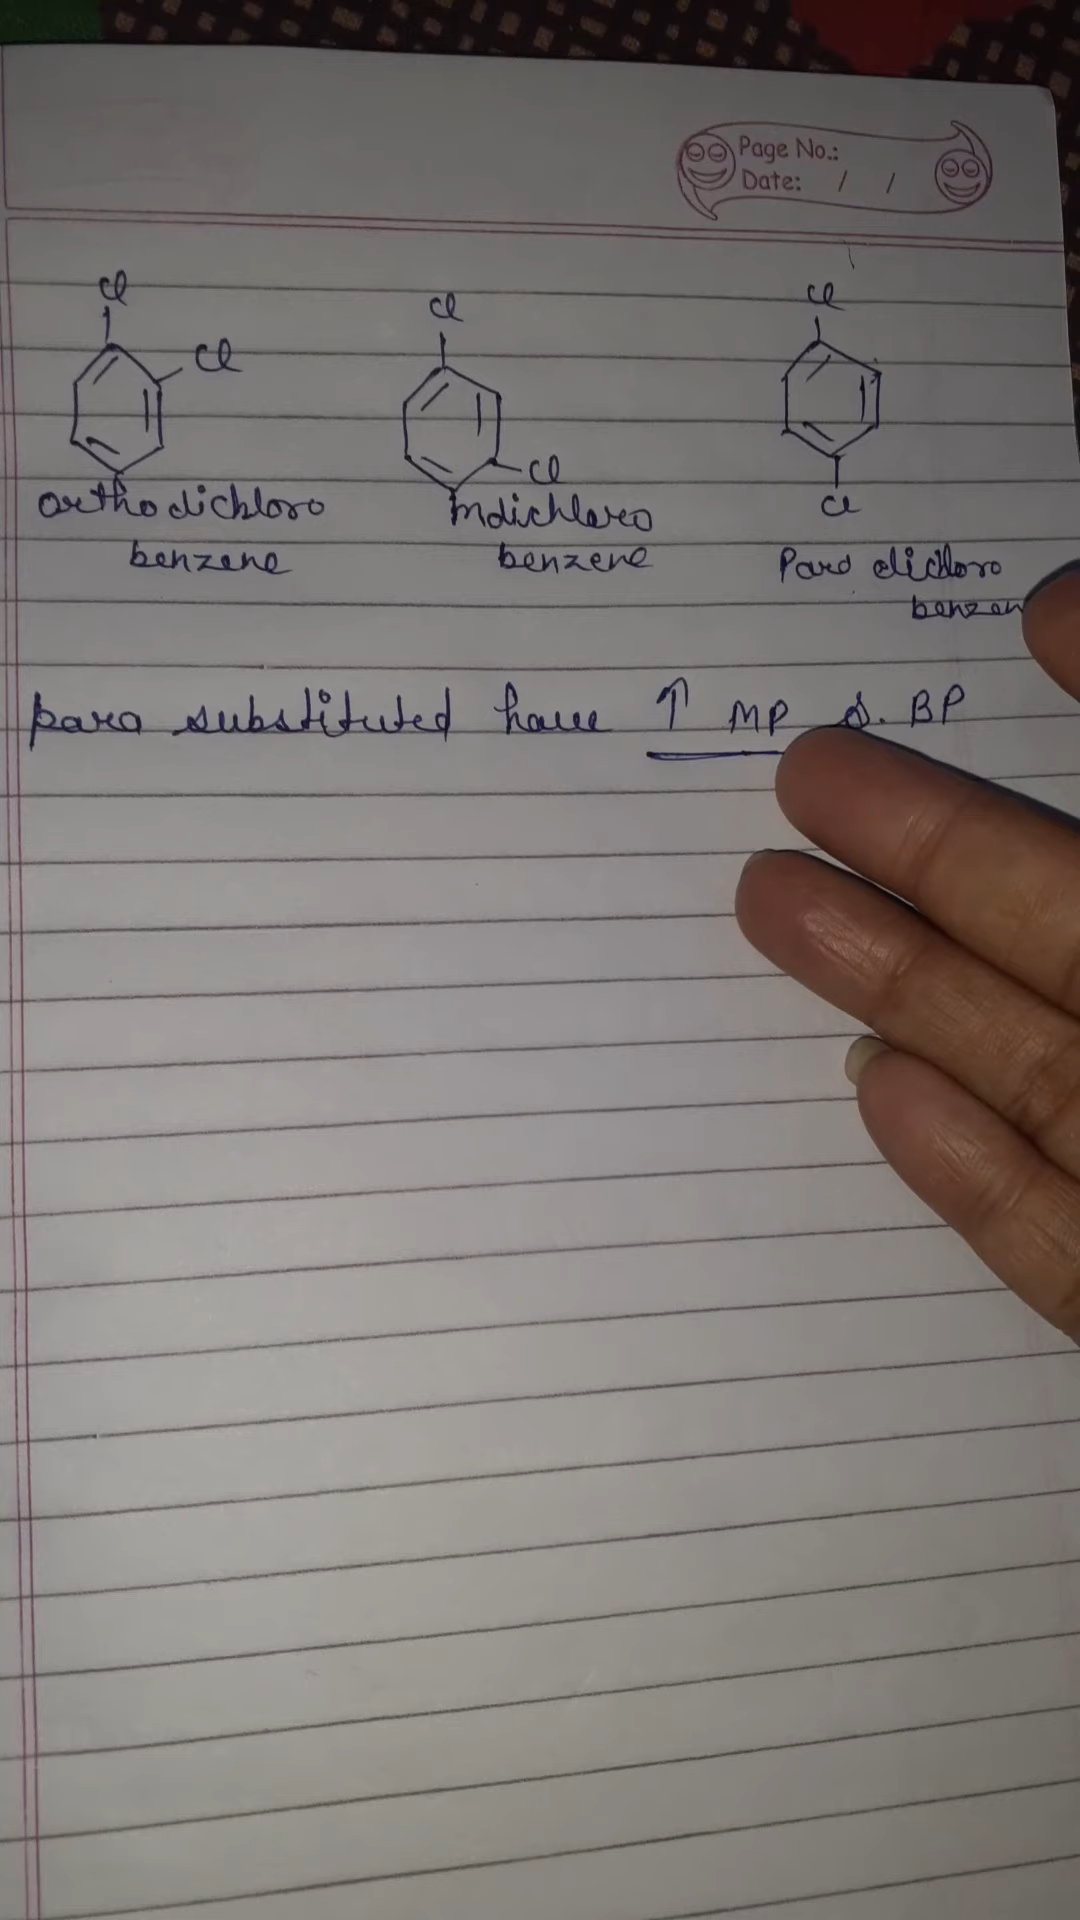 Page No.:
Date: / /
Cl
Cl
ortho dichloro
benzene
Cl
Cl
m dichloro
benzene
Cl
Cl
Para dichloro
benzen
para substituted have ↑ MP & BP